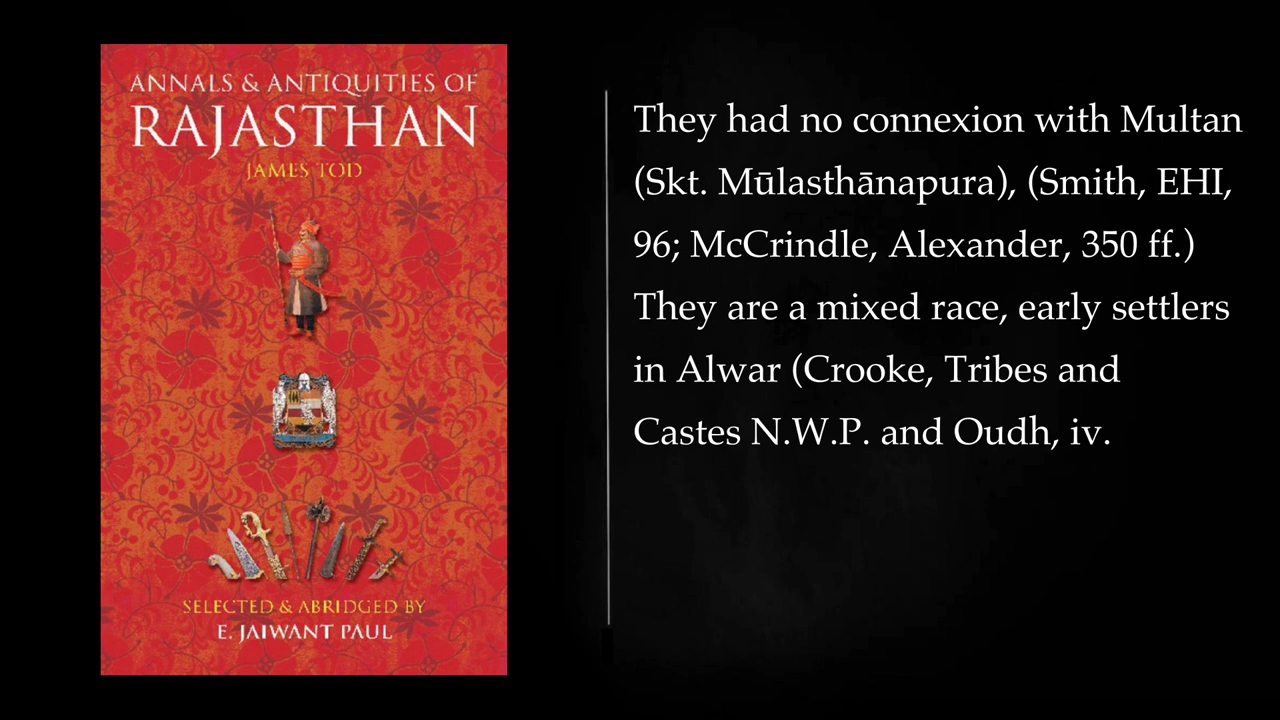 ANNALS & ANTIQUITIES OF
RAJASTHAN
JAMES TOD
SELECTED & ABRIDGED BY
E. JAIWANT PAUL
They had no connexion with Multan
(Skt. Mūlasthānapura), (Smith, EHI,
96; McCrindle, Alexander, 350 ff.)
They are a mixed race, early settlers
in Alwar (Crooke, Tribes and
Castes N.W.P. and Oudh, iv.